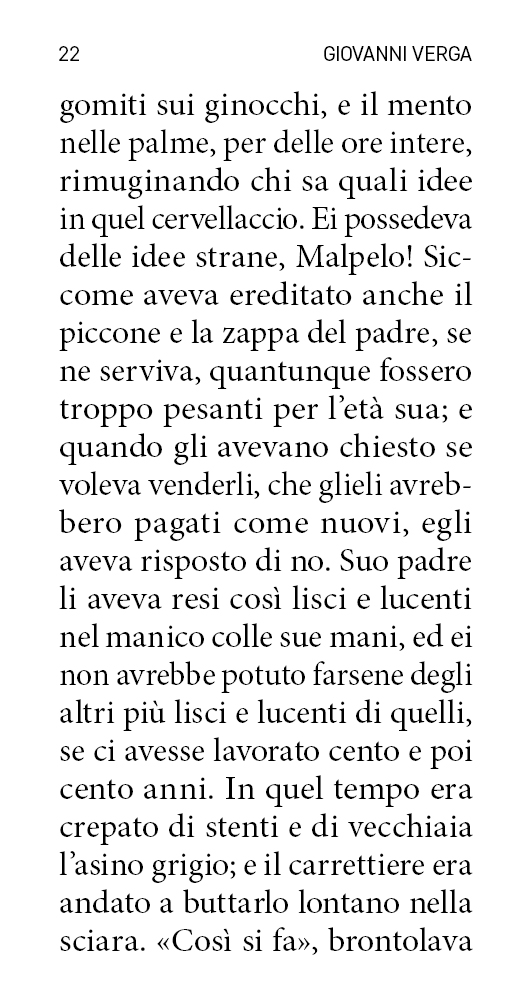 22 GIOVANNI VERGA
gomiti sui ginocchi, e il mento
nelle palme, per delle ore intere,
rimuginando chi sa quali idee
in quel cervellaccio. Ei possedeva
delle idee strane, Malpelo! Sic-
come aveva ereditato anche il
piccone e la zappa del padre, se
ne serviva, quantunque fossero
troppo pesanti per l’età sua; e
quando gli avevano chiesto se
voleva venderli, che glieli avreb-
bero pagati come nuovi, egli
aveva risposto di no. Suo padre
li aveva resi così lisci e lucenti
nel manico colle sue mani, ed ei
non avrebbe potuto farsene degli
altri più lisci e lucenti di quelli,
se ci avesse lavorato cento e poi
cento anni. In quel tempo era
crepato di stenti e di vecchiaia
l’asino grigio; e il carrettiere era
andato a buttarlo lontano nella
sciara. «Così si fa», brontolava